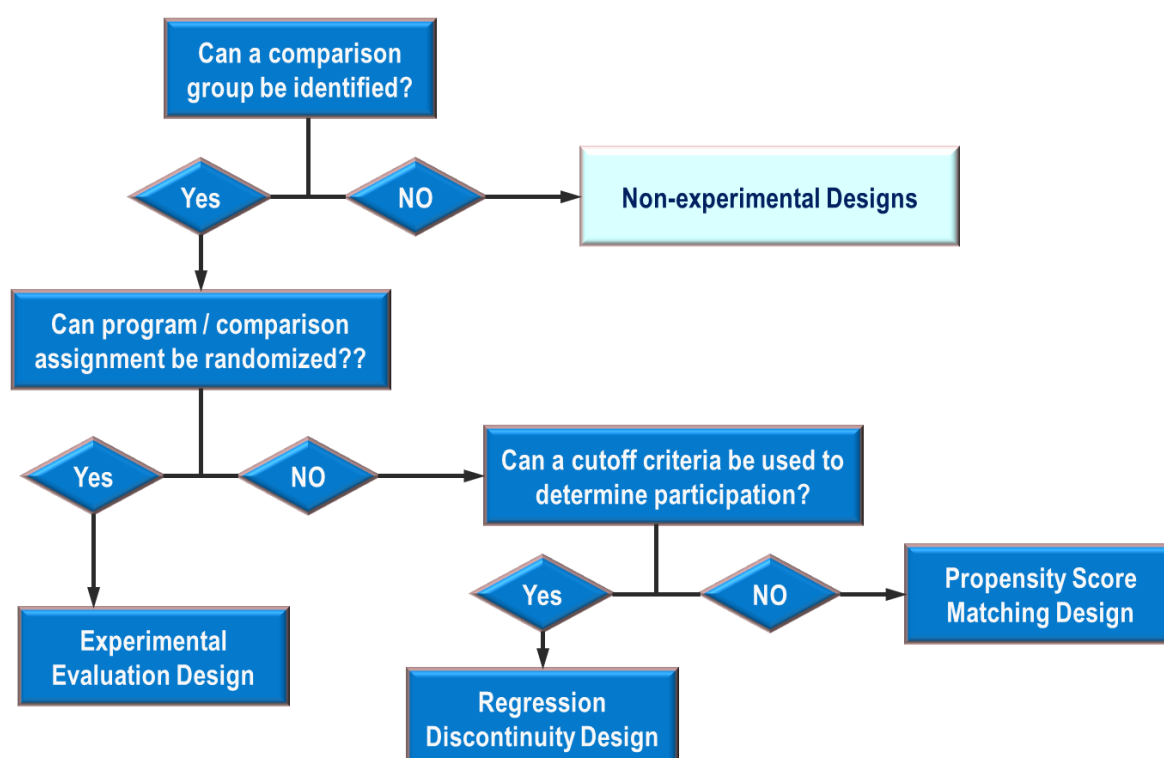 Can a comparison
group be identified?
Yes
NO
Non-experimental Designs
Can program / comparison
assignment be randomized??
Yes
NO
Can a cutoff criteria be used to
determine participation?
Experimental
Evaluation Design
Yes
NO
Propensity Score
Matching Design
Regression
Discontinuity Design